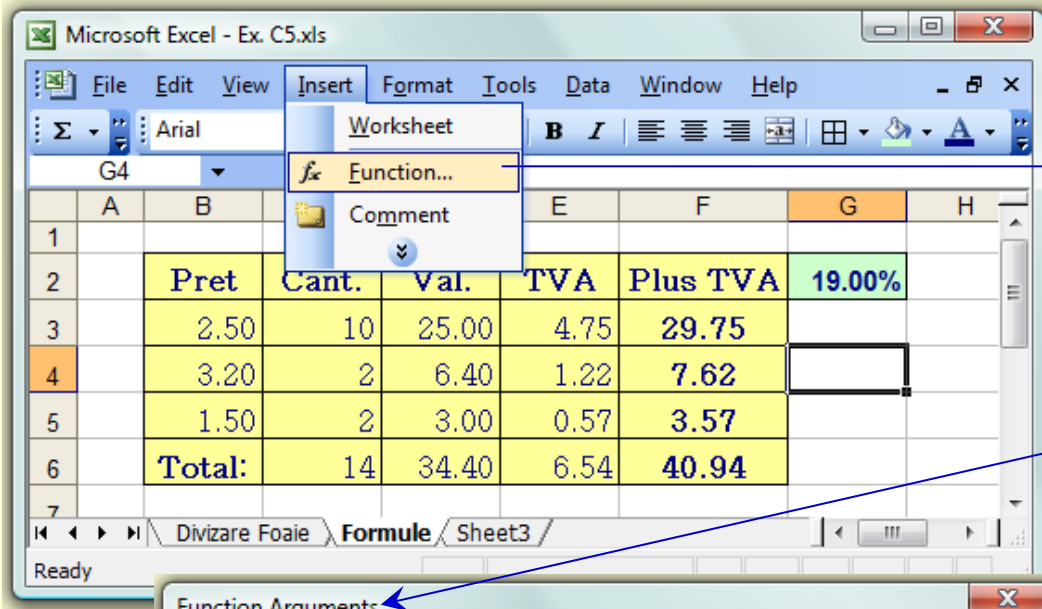 Microsoft Excel - Ex. C5.xls
File Edit View Insert Format Tools Data Window Help
Σ Arial B I A
Worksheet
G4
fx Function...
Comment
A B E F G H
1
2 Pret Cant. Val. TVA Plus TVA 19.00%
3 2.50 10 25.00 4.75 29.75
4 3.20 2 6.40 1.22 7.62
5 1.50 2 3.00 0.57 3.57
6 Total: 14 34.40 6.54 40.94
7
Divizare Foaie Formule Sheet3
Ready
Function Arguments